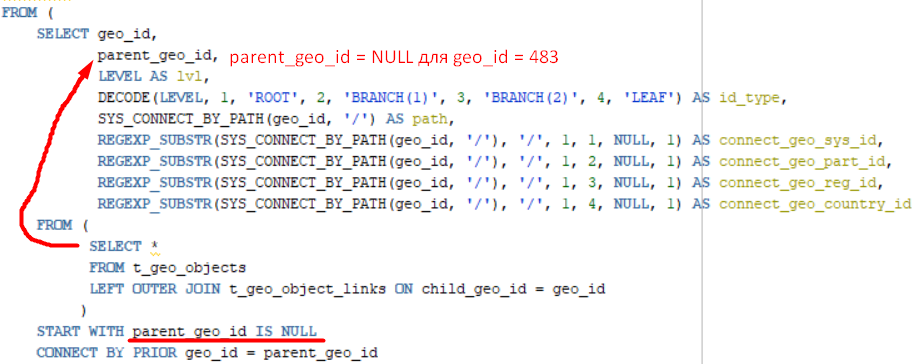 FROM (
SELECT geo_id,
parent_geo_id, parent_geo_id = NULL для geo_id = 483
LEVEL AS lvl,
DECODE(LEVEL, 1, 'ROOT', 2, 'BRANCH(1)', 3, 'BRANCH(2)', 4, 'LEAF') AS id_type,
SYS_CONNECT_BY_PATH(geo_id, '/') AS path,
REGEXP_SUBSTR(SYS_CONNECT_BY_PATH(geo_id, '/'), '/', 1, 1, NULL, 1) AS connect_geo_sys_id,
REGEXP_SUBSTR(SYS_CONNECT_BY_PATH(geo_id, '/'), '/', 1, 2, NULL, 1) AS connect_geo_part_id,
REGEXP_SUBSTR(SYS_CONNECT_BY_PATH(geo_id, '/'), '/', 1, 3, NULL, 1) AS connect_geo_reg_id,
REGEXP_SUBSTR(SYS_CONNECT_BY_PATH(geo_id, '/'), '/', 1, 4, NULL, 1) AS connect_geo_country_id
FROM (
SELECT *
FROM t_geo_objects
LEFT OUTER JOIN t_geo_object_links ON child_geo_id = geo_id
)
START WITH parent_geo_id IS NULL
CONNECT BY PRIOR geo_id = parent_geo_id